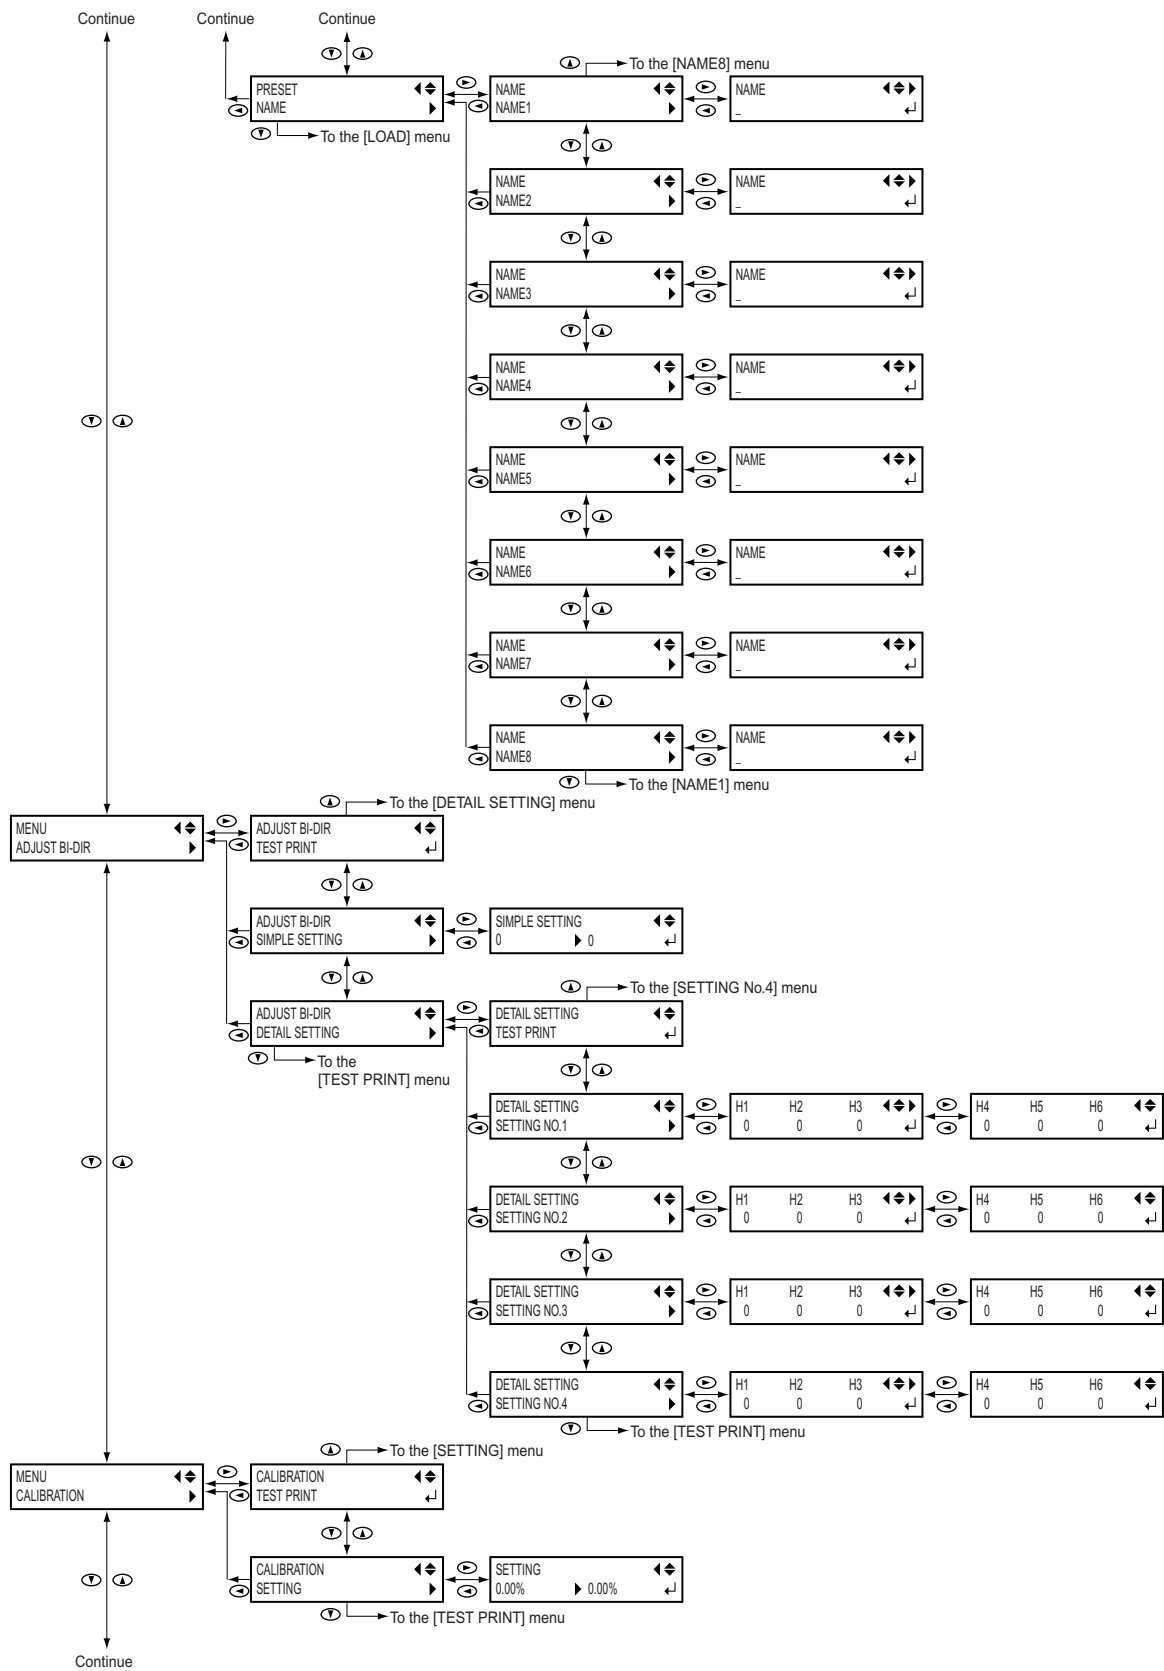 Continue Continue Continue
To the [NAME8] menu
PRESET
NAME
NAME
NAME1
NAME
_
To the [LOAD] menu
NAME
NAME2
NAME
_
NAME
NAME3
NAME
_
NAME
NAME4
NAME
_
NAME
NAME5
NAME
_
NAME
NAME6
NAME
_
NAME
NAME7
NAME
_
NAME
NAME8
NAME
_
To the [NAME1] menu
To the [DETAIL SETTING] menu
MENU
ADJUST BI-DIR
ADJUST BI-DIR
TEST PRINT
ADJUST BI-DIR
SIMPLE SETTING
SIMPLE SETTING
0 0
To the [SETTING No.4] menu
ADJUST BI-DIR
DETAIL SETTING
DETAIL SETTING
TEST PRINT
To the
[TEST PRINT] menu
DETAIL SETTING
SETTING NO.1
H1 H2 H3
0 0 0
H4 H5 H6
0 0 0
DETAIL SETTING
SETTING NO.2
H1 H2 H3
0 0 0
H4 H5 H6
0 0 0
DETAIL SETTING
SETTING NO.3
H1 H2 H3
0 0 0
H4 H5 H6
0 0 0
DETAIL SETTING
SETTING NO.4
H1 H2 H3
0 0 0
H4 H5 H6
0 0 0
To the [TEST PRINT] menu
To the [SETTING] menu
MENU
CALIBRATION
CALIBRATION
TEST PRINT
CALIBRATION
SETTING
SETTING
0.00% 0.00%
To the [TEST PRINT] menu
Continue